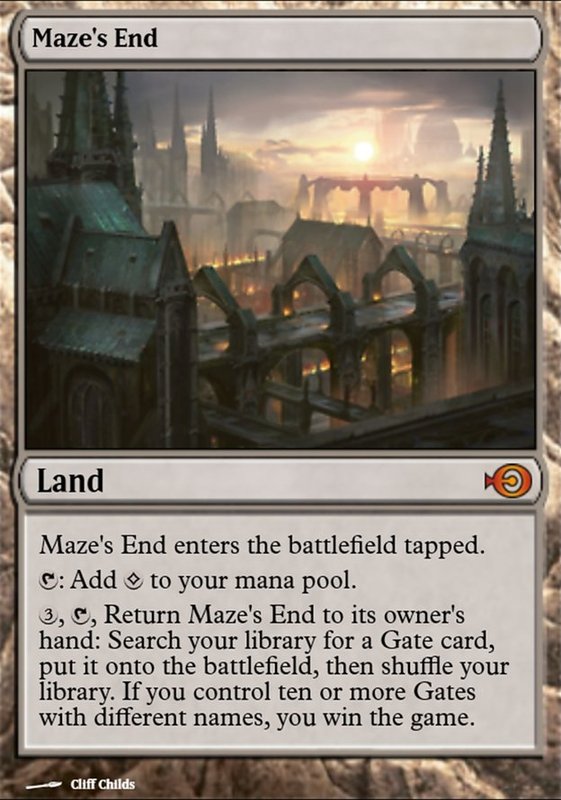 Maze's End
Land
Maze's End enters the battlefield tapped.
: Add to your mana pool.
3, , Return Maze's End to its owner's
hand: Search your library for a Gate card,
put it onto the battlefield, then shuffle your
library. If you control ten or more Gates
with different names, you win the game.
Cliff Childs